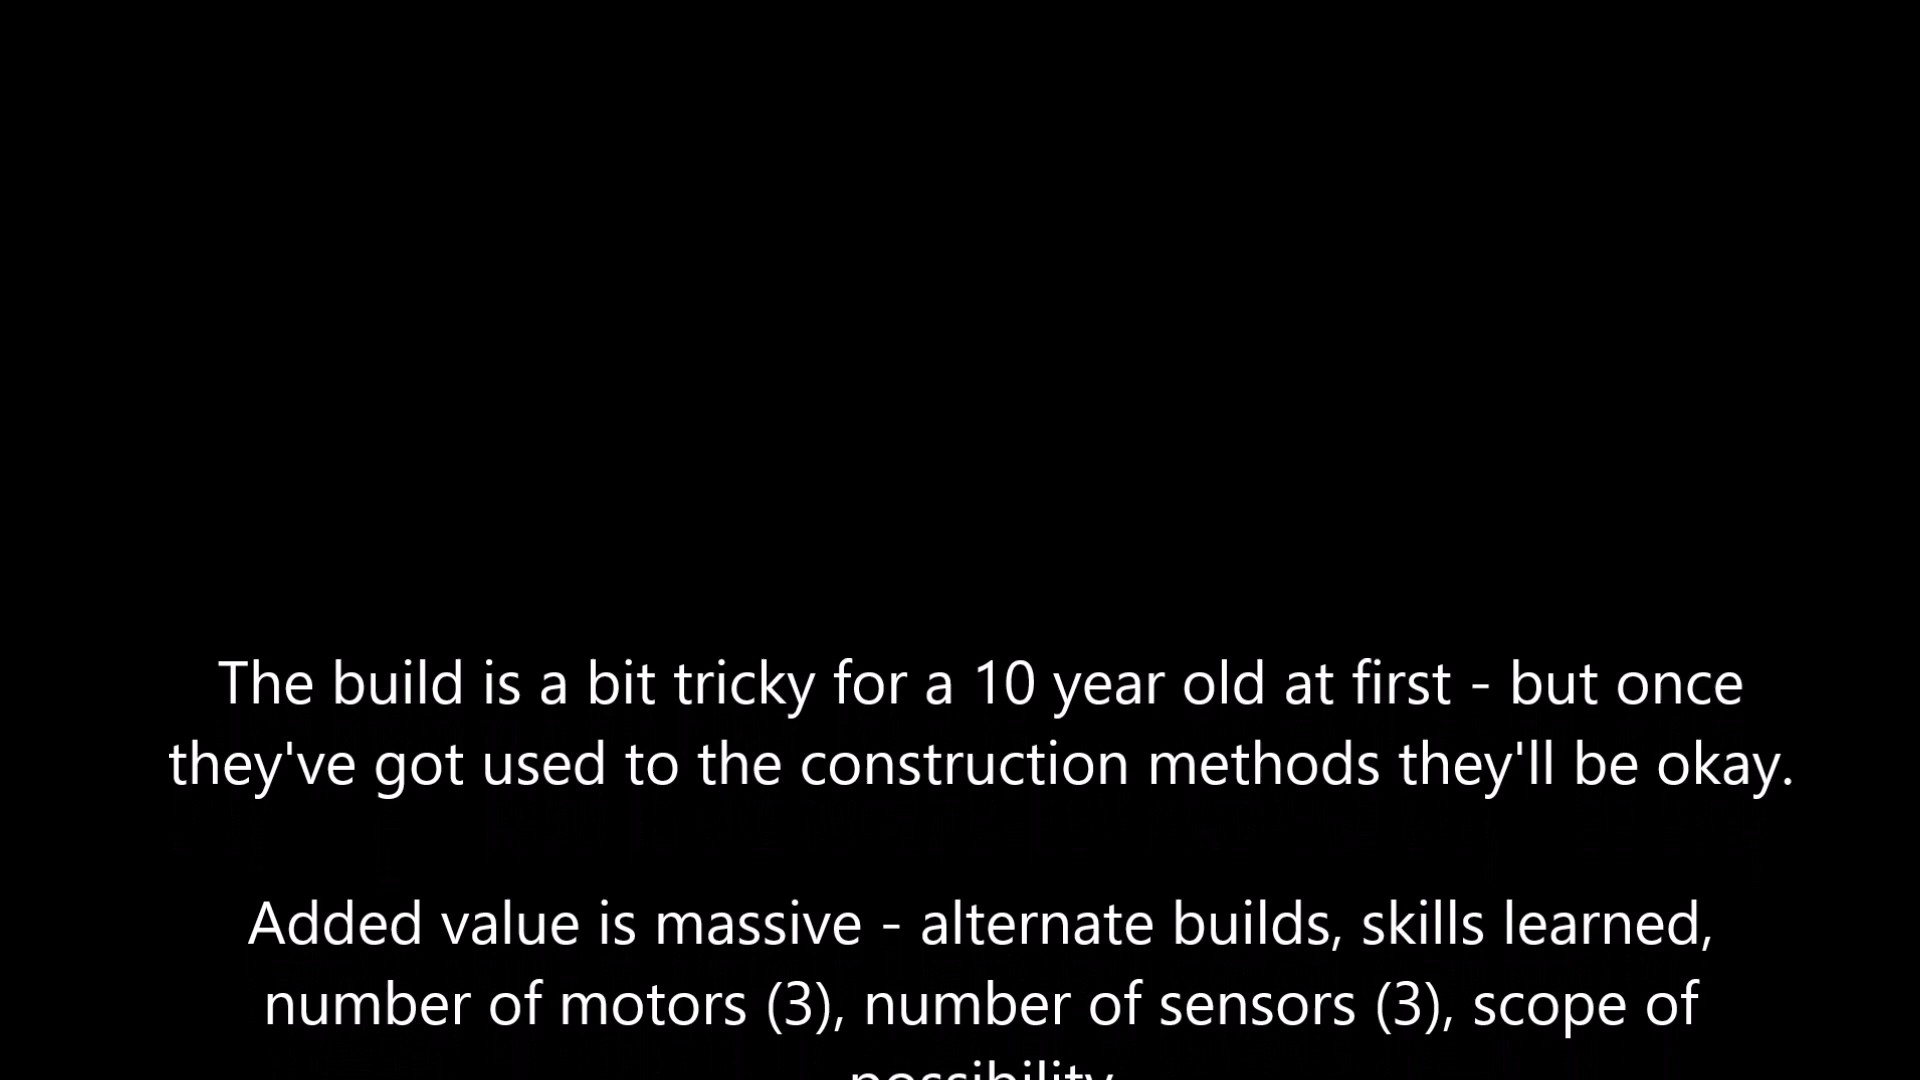 The build is a bit tricky for a 10 year old at first - but once
they've got used to the construction methods they'll be okay.
Added value is massive - alternate builds, skills learned,
number of motors (3), number of sensors (3), scope of
possibility